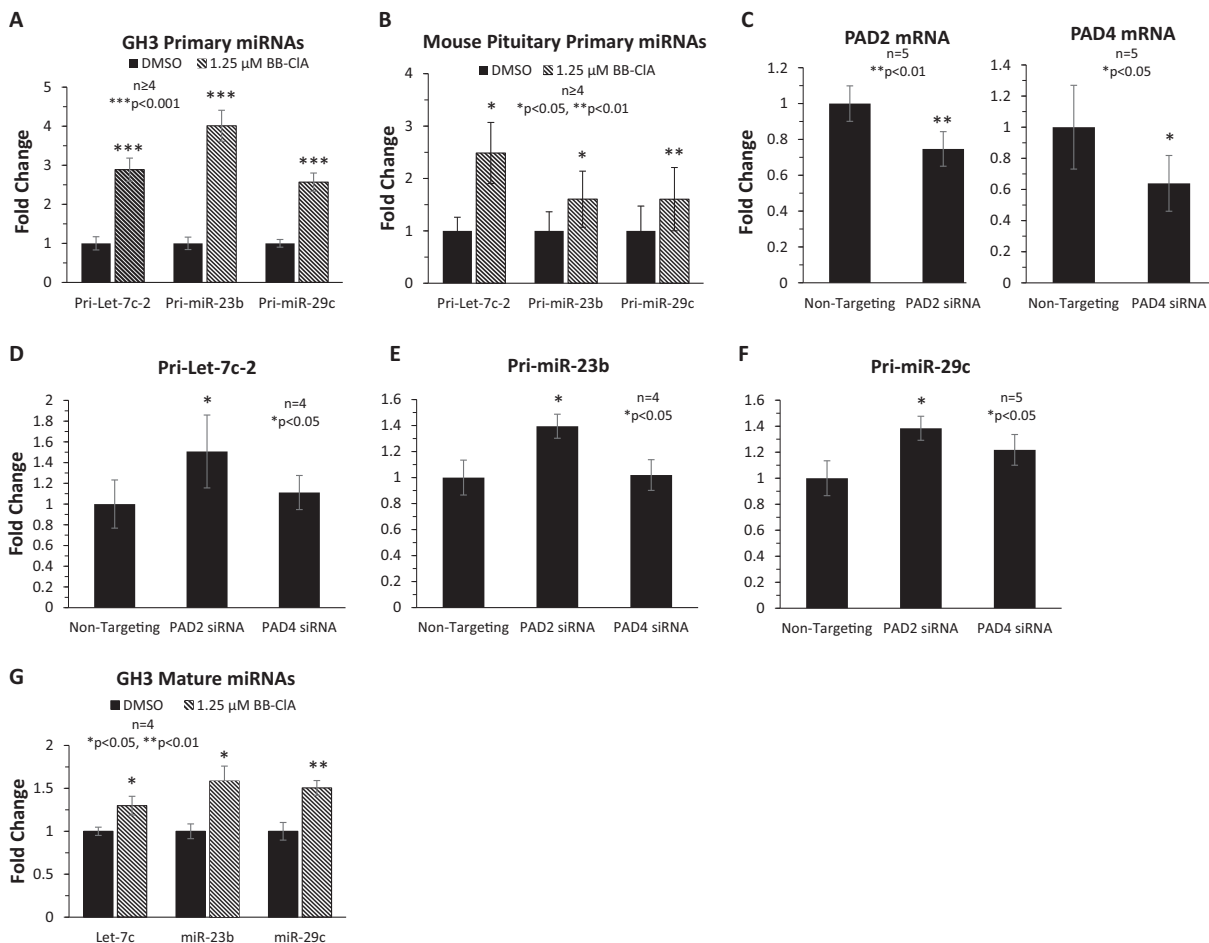 A
GH3 Primary miRNAs
DMSO 1.25 µM BB-ClA
n≥4
***p<0.001
Fold Change
5
4
3
2
1
0
***
***
***
Pri-Let-7c-2 Pri-miR-23b Pri-miR-29c
B
Mouse Pituitary Primary miRNAs
DMSO 1.25 µM BB-ClA
n≥4
*p<0.05, **p<0.01
Fold Change
4
3
2
1
0
*
*
**
Pri-Let-7c-2 Pri-miR-23b Pri-miR-29c
C
PAD2 mRNA
n=5
**p<0.01
Fold Change
1.2
1
0.8
0.6
0.4
0.2
0
**
Non-Targeting PAD2 siRNA
PAD4 mRNA
n=5
*p<0.05
1.4
1.2
1
0.8
0.6
0.4
0.2
0
*
Non-Targeting PAD4 siRNA
D
Pri-Let-7c-2
n=4
*p<0.05
Fold Change
2
1.8
1.6
1.4
1.2
1
0.8
0.6
0.4
0.2
0
*
Non-Targeting PAD2 siRNA PAD4 siRNA
E
Pri-miR-23b
n=4
*p<0.05
1.6
1.4
1.2
1
0.8
0.6
0.4
0.2
0
*
Non-Targeting PAD2 siRNA PAD4 siRNA
F
Pri-miR-29c
n=5
*p<0.05
1.6
1.4
1.2
1
0.8
0.6
0.4
0.2
0
*
Non-Targeting PAD2 siRNA PAD4 siRNA
G
GH3 Mature miRNAs
DMSO 1.25 µM BB-ClA
n=4
*p<0.05, **p<0.01
Fold Change
2
1.5
1
0.5
0
*
*
**
Let-7c miR-23b miR-29c